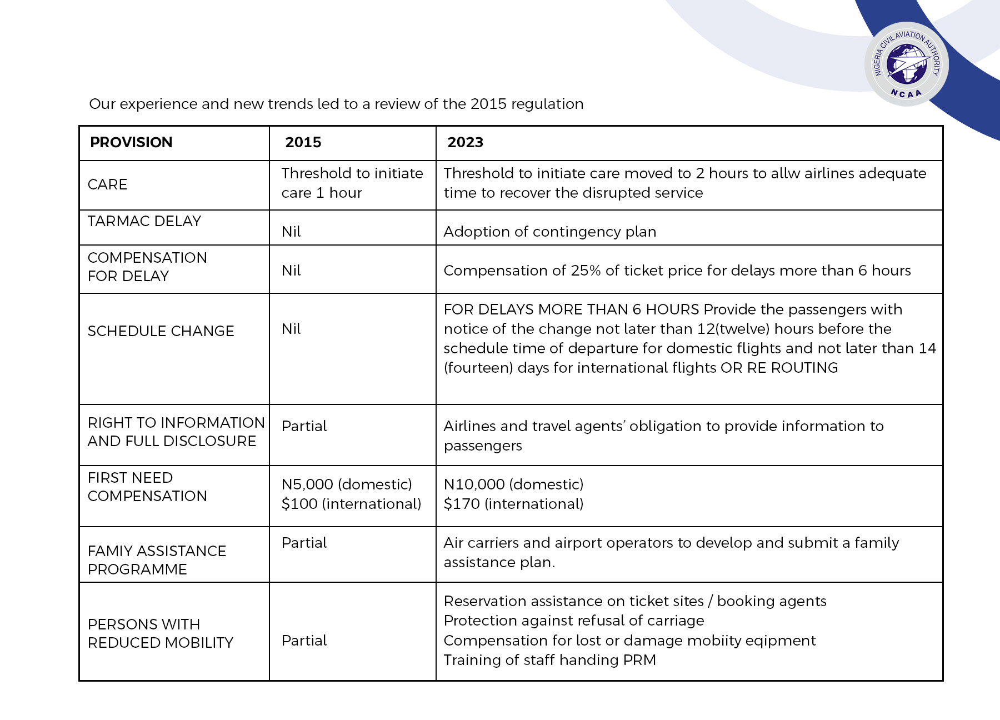 NIGERIA CIVIL AVIATION AUTHORITY
NCAA
Our experience and new trends led to a review of the 2015 regulation
PROVISION
2015
2023
CARE
Threshold to initiate
care 1 hour
Threshold to initiate care moved to 2 hours to allw airlines adequate
time to recover the disrupted service
TARMAC DELAY
Nil
Adoption of contingency plan
COMPENSATION
FOR DELAY
Nil
Compensation of 25% of ticket price for delays more than 6 hours
SCHEDULE CHANGE
Nil
FOR DELAYS MORE THAN 6 HOURS Provide the passengers with
notice of the change not later than 12(twelve) hours before the
schedule time of departure for domestic flights and not later than 14
(fourteen) days for international flights OR RE ROUTING
RIGHT TO INFORMATION
AND FULL DISCLOSURE
Partial
Airlines and travel agents’ obligation to provide information to
passengers
FIRST NEED
COMPENSATION
N5,000 (domestic)
$100 (international)
N10,000 (domestic)
$170 (international)
FAMIY ASSISTANCE
PROGRAMME
Partial
Air carriers and airport operators to develop and submit a family
assistance plan.
PERSONS WITH
REDUCED MOBILITY
Partial
Reservation assistance on ticket sites / booking agents
Protection against refusal of carriage
Compensation for lost or damage mobiity eqipment
Training of staff handing PRM